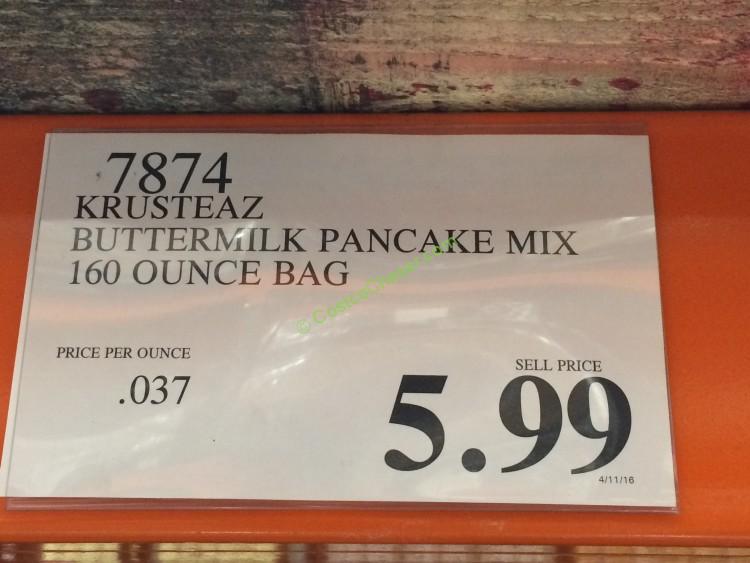 7874
KRUSTEAZ
BUTTERMILK PANCAKE MIX
160 OUNCE BAG
© CostcoChaser.com
PRICE PER OUNCE
.037
SELL PRICE
5.99
4/11/16